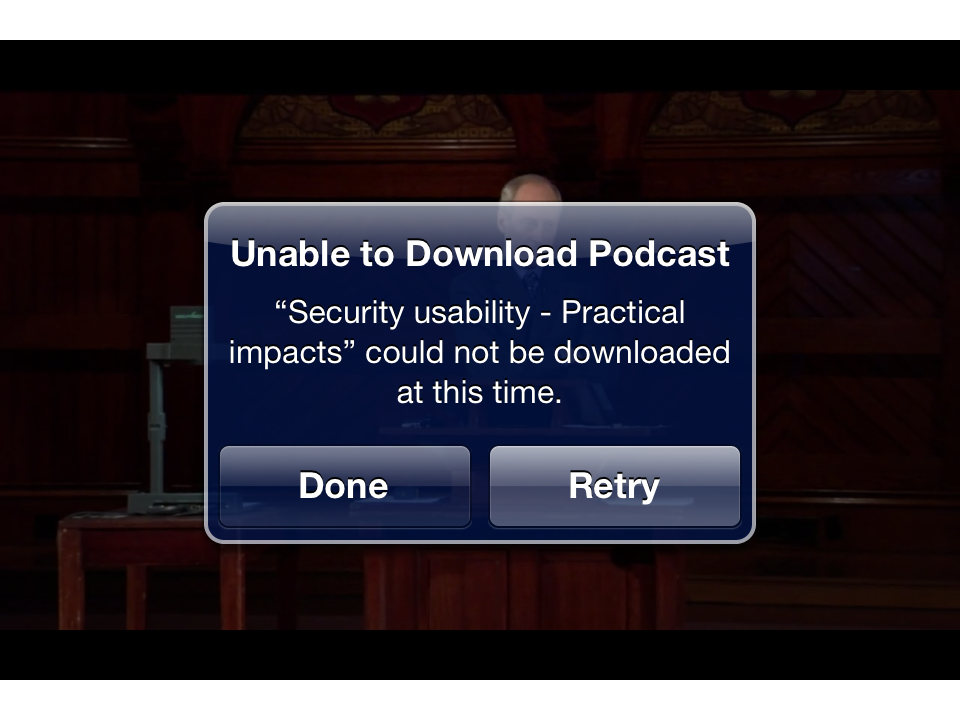 Unable to Download Podcast
“Security usability - Practical
impacts” could not be downloaded
at this time.
Done
Retry